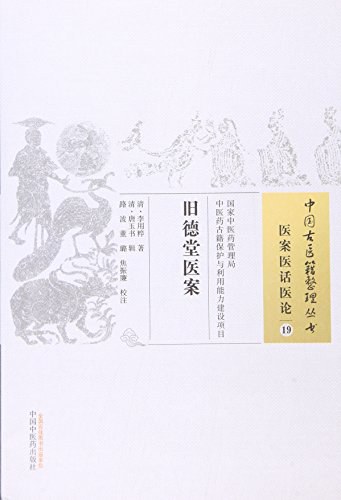 中国古医籍整理丛书
医案医话医论
19
国家中医药管理局
中医药古籍保护与利用能力建设项目
旧德堂医案
清·李用粹 著
清·唐玉书 辑
路波 董璐 焦振廉 校注
中国中医药出版社